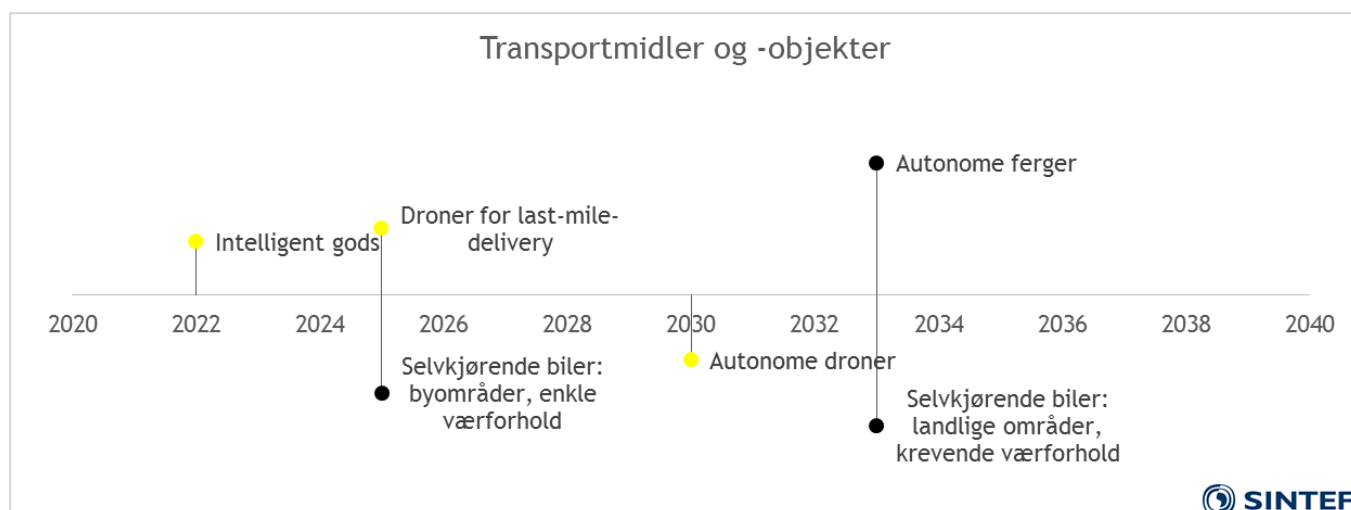 Transportmidler og -objekter
Autonome ferger
Droner for last-mile-
delivery
Intelligent gods
2020 2022 2024 2026 2028 2030 2032 2034 2036 2038 2040
Autonome droner
Selvkjørende biler:
byområder, enkle
værforhold
Selvkjørende biler:
landlige områder,
krevende værforhold
SINTEF